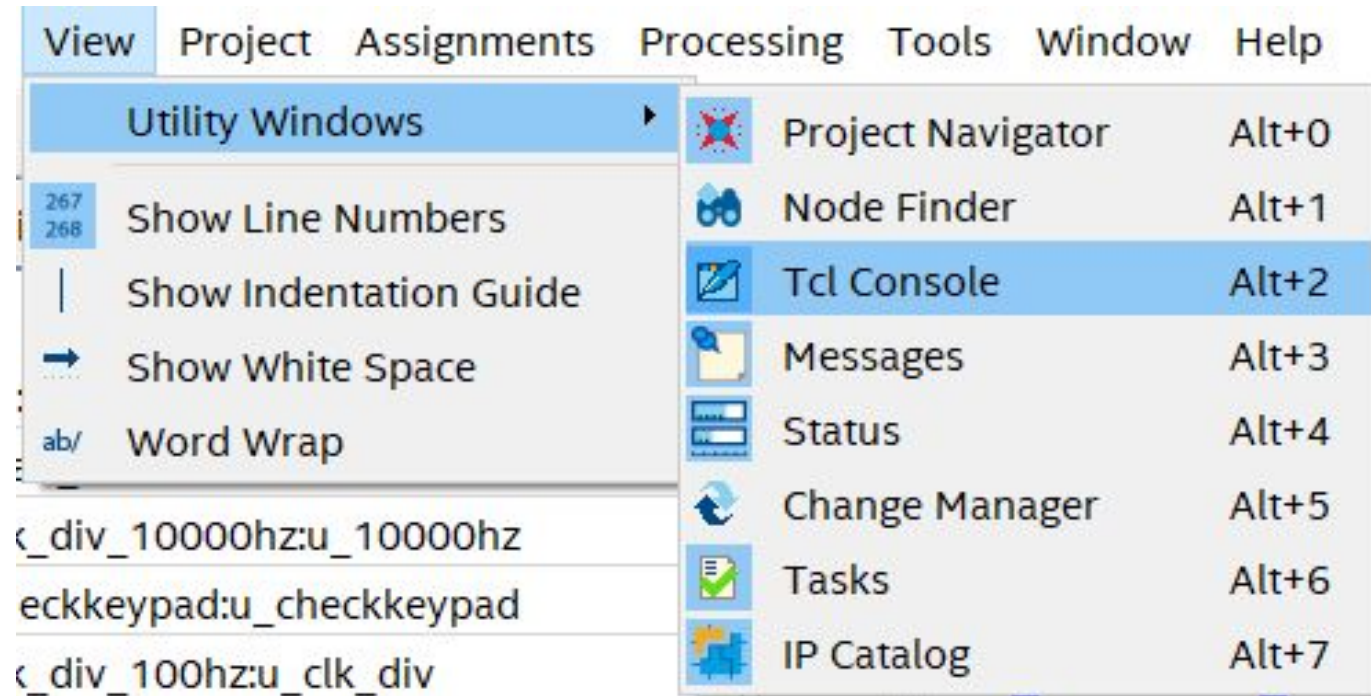 View Project Assignments Processing Tools Window Help
Utility Windows
267
268
Show Line Numbers
Show Indentation Guide
Show White Space
ab/ Word Wrap
Project Navigator Alt+0
Node Finder Alt+1
Tcl Console Alt+2
Messages Alt+3
Status Alt+4
Change Manager Alt+5
Tasks Alt+6
IP Catalog Alt+7
_div_10000hz:u_10000hz
eckkeypad:u_checkkeypad
_div_100hz:u_clk_div